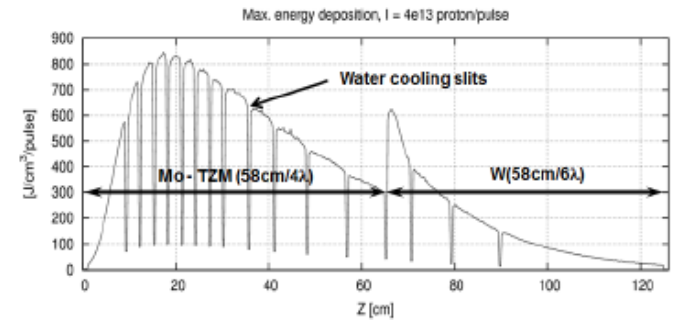 Max. energy deposition, I = 4e13 proton/pulse
900
800
700
600
500
400
300
200
100
0
[J/cm³/pulse]
Water cooling slits
Mo - TZM (58cm/4λ)
W(58cm/6λ)
0 20 40 60 80 100 120
Z [cm]